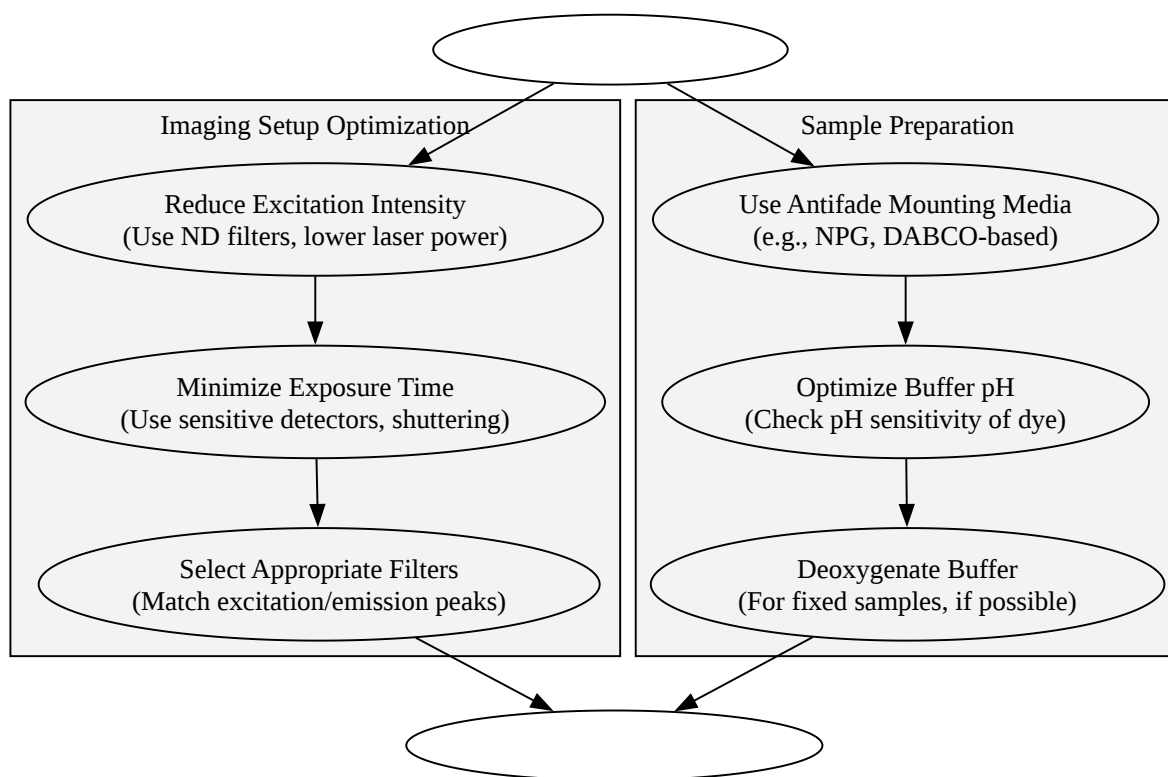 Imaging Setup Optimization
Reduce Excitation Intensity
(Use ND filters, lower laser power)
Minimize Exposure Time
(Use sensitive detectors, shuttering)
Select Appropriate Filters
(Match excitation/emission peaks)
Sample Preparation
Use Antifade Mounting Media
(e.g., NPG, DABCO-based)
Optimize Buffer pH
(Check pH sensitivity of dye)
Deoxygenate Buffer
(For fixed samples, if possible)